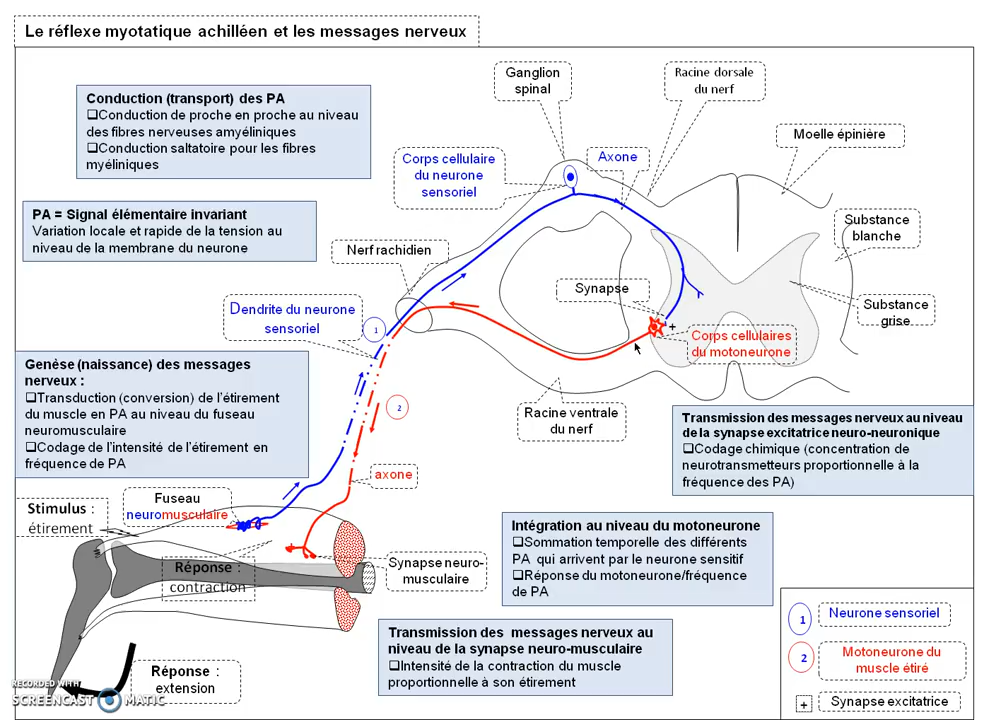 Le réflexe myotatique achilléen et les messages nerveux
Conduction (transport) des PA
❑Conduction de proche en proche au niveau
des fibres nerveuses amyéliniques
❑Conduction saltatoire pour les fibres
myéliniques
Ganglion
spinal
Racine dorsale
du nerf
Moelle épinière
Corps cellulaire
du neurone
sensoriel
Axone
PA = Signal élémentaire invariant
Variation locale et rapide de la tension au
niveau de la membrane du neurone
Substance
blanche
Nerf rachidien
Synapse
Substance
grise
Dendrite du neurone
sensoriel
1
+
Corps cellulaires
du motoneurone
Genèse (naissance) des messages
nerveux :
❑Transduction (conversion) de l'étirement
du muscle en PA au niveau du fuseau
neuromusculaire
❑Codage de l'intensité de l'étirement en
fréquence de PA
2
Racine ventrale
du nerf
Transmission des messages nerveux au niveau
de la synapse excitatrice neuro-neuronique
❑Codage chimique (concentration de
neurotransmetteurs proportionnelle à la
fréquence des PA)
axone
Stimulus :
étirement
Fuseau
neuromusculaire
Intégration au niveau du motoneurone
❑Sommation temporelle des différents
PA qui arrivent par le neurone sensitif
❑Réponse du motoneurone/fréquence
de PA
Réponse :
contraction
Synapse neuro-
musculaire
Transmission des messages nerveux au
niveau de la synapse neuro-musculaire
❑Intensité de la contraction du muscle
proportionnelle à son étirement
Réponse :
extension
1
Neurone sensoriel
2
Motoneurone du
muscle étiré
+
Synapse excitatrice
RECORDED WITH
SCREENCAST MATIC